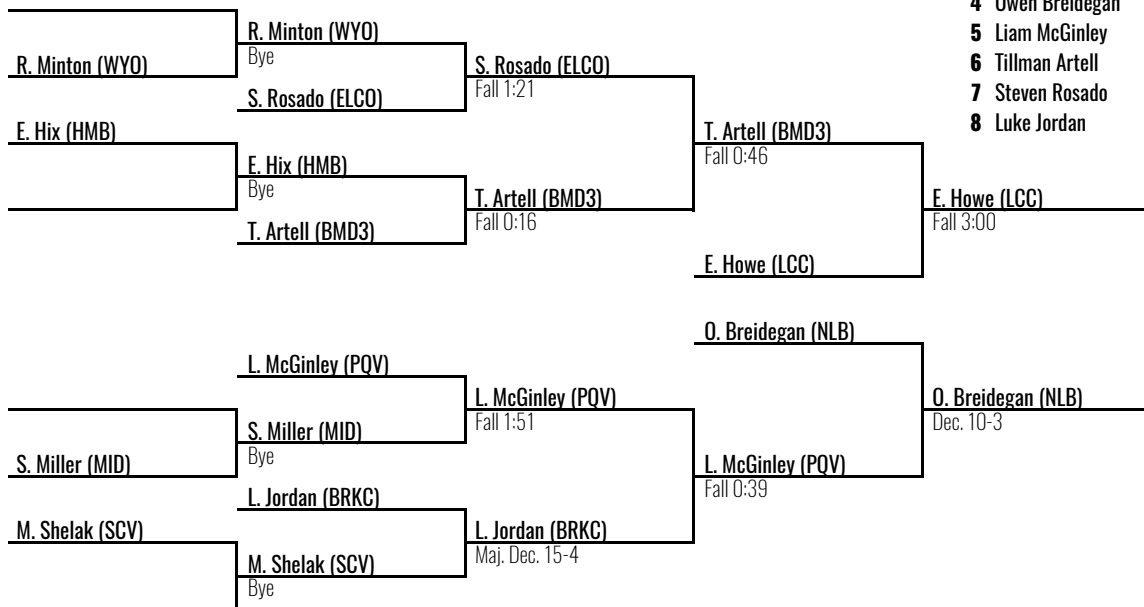 R. Minton (WYO)
E. Hix (HMB)
S. Miller (MID)
M. Shelak (SCV)
R. Minton (WYO)
Bye
S. Rosado (ELCO)
E. Hix (HMB)
Bye
T. Artell (BMD3)
L. McGinley (PQV)
S. Miller (MID)
Bye
L. Jordan (BRKC)
M. Shelak (SCV)
Bye
S. Rosado (ELCO)
Fall 1:21
T. Artell (BMD3)
Fall 0:16
L. McGinley (PQV)
Fall 1:51
L. Jordan (BRKC)
Maj. Dec. 15-4
T. Artell (BMD3)
Fall 0:46
E. Howe (LCC)
O. Breidegan (NLB)
L. McGinley (PQV)
Fall 0:39
E. Howe (LCC)
Fall 3:00
O. Breidegan (NLB)
Dec. 10-3
4 Owen Breidegan
5 Liam McGinley
6 Tillman Artell
7 Steven Rosado
8 Luke Jordan